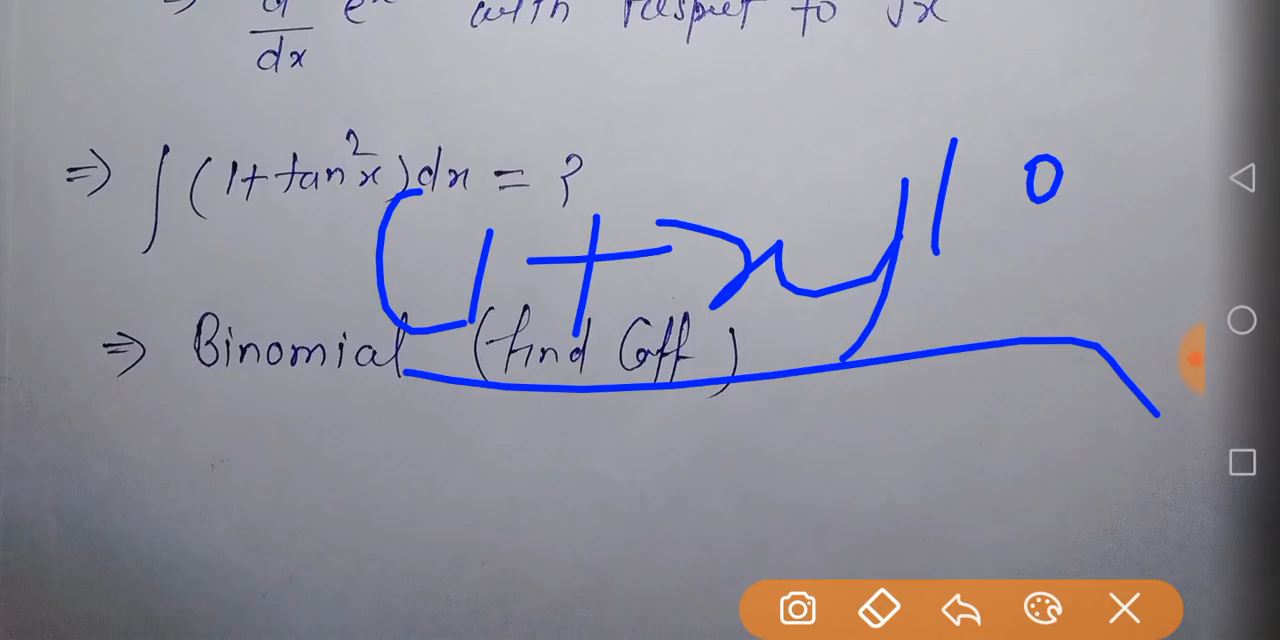 d/dx e^x with respect to √x
⇒ ∫(1+tan²x)dx = ?
(1+x)^10
⇒ Binomial (find Coff)